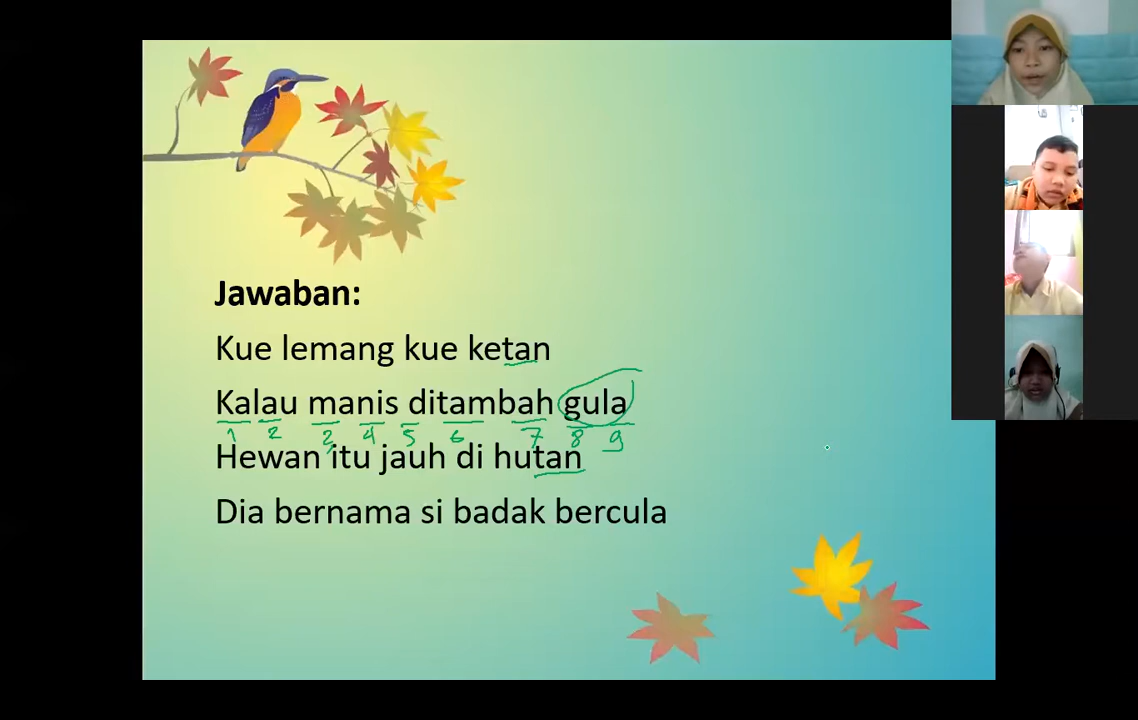 Jawaban:
Kue lemang kue ketan
Kalau manis ditambah gula
1 2 3 4 5 6 7 8 9
Hewan itu jauh di hutan
Dia bernama si badak bercula